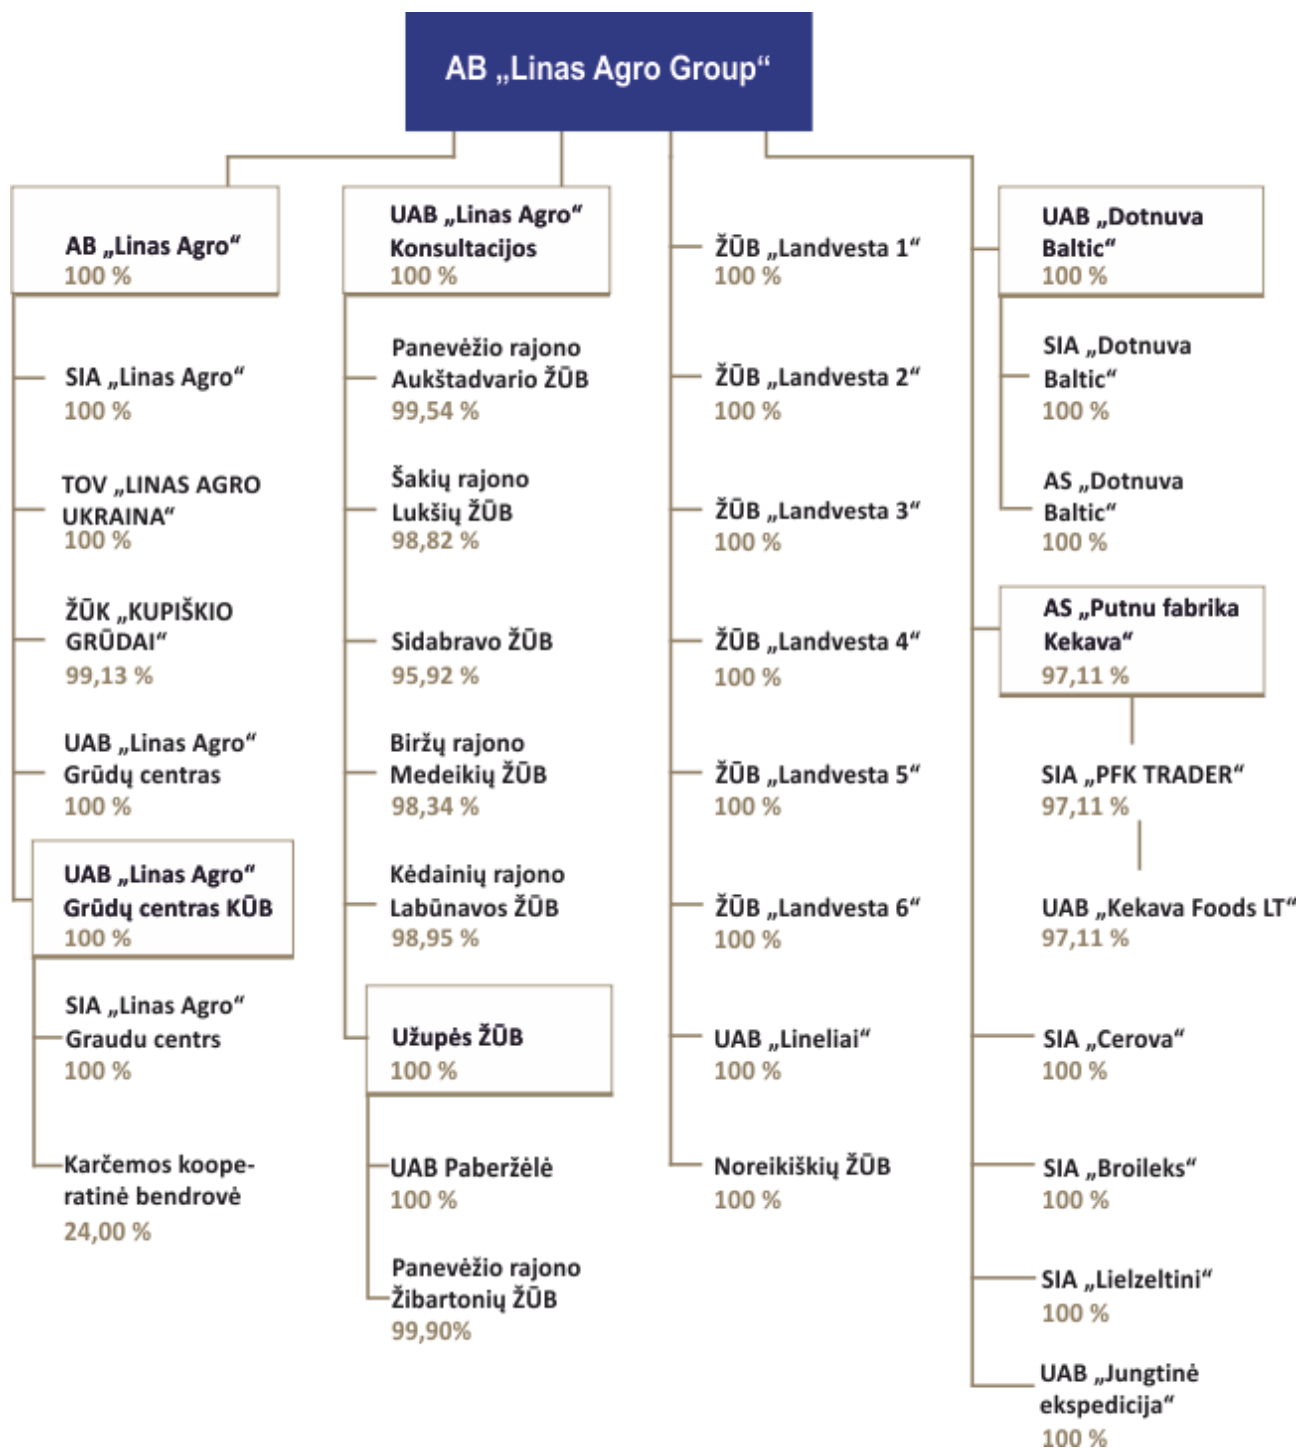 AB „Linas Agro Group“
AB „Linas Agro“
100 %
SIA „Linas Agro“
100 %
TOV „LINAS AGRO
UKRAINA“
100 %
ŽŪK „KUPIŠKIO
GRŪDAI“
99,13 %
UAB „Linas Agro“
Grūdų centras
100 %
UAB „Linas Agro“
Grūdų centras KŪB
100 %
SIA „Linas Agro“
Graudu centrs
100 %
Karčemos koope-
ratinė bendrovė
24,00 %
UAB „Linas Agro“
Konsultacijos
100 %
Panevėžio rajono
Aukštadvario ŽŪB
99,54 %
Šakių rajono
Lukšių ŽŪB
98,82 %
Sidabravo ŽŪB
95,92 %
Biržų rajono
Medeikių ŽŪB
98,34 %
Kėdainių rajono
Labūnavos ŽŪB
98,95 %
Užupės ŽŪB
100 %
UAB Paberžėlė
100 %
Panevėžio rajono
Žibartonių ŽŪB
99,90%
ŽŪB „Landvesta 1“
100 %
ŽŪB „Landvesta 2“
100 %
ŽŪB „Landvesta 3“
100 %
ŽŪB „Landvesta 4“
100 %
ŽŪB „Landvesta 5“
100 %
ŽŪB „Landvesta 6“
100 %
UAB „Lineliai“
100 %
Noreikiškių ŽŪB
100 %
UAB „Dotnuva
Baltic“
100 %
SIA „Dotnuva
Baltic“
100 %
AS „Dotnuva
Baltic“
100 %
AS „Putnu fabrika
Kekava“
97,11 %
SIA „PFK TRADER“
97,11 %
UAB „Kekava Foods LT“
97,11 %
SIA „Cerova“
100 %
SIA „Broileks“
100 %
SIA „Lielzeltini“
100 %
UAB „Jungtinė
ekspedicija“
100 %